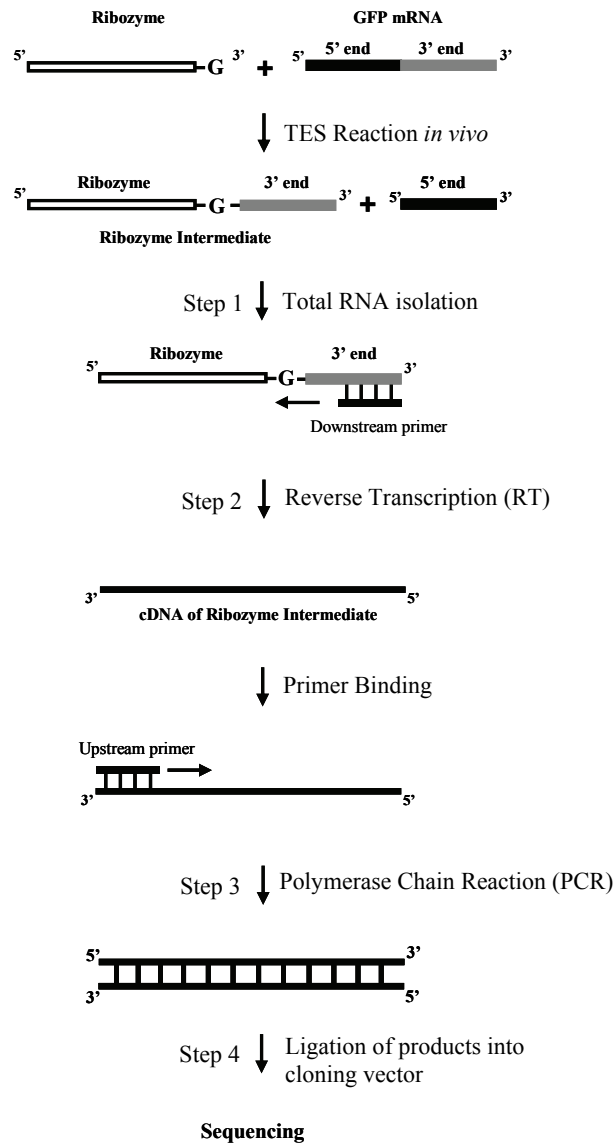 Ribozyme
GFP mRNA
5’ end 3’ end
5’ G 3’ + 5’ 3’
TES Reaction in vivo
Ribozyme 3’ end 5’ end
5’ G 3’ + 5’ 3’
Ribozyme Intermediate
Step 1 Total RNA isolation
Ribozyme 3’ end
5’ G 3’
Downstream primer
Step 2 Reverse Transcription (RT)
3’ 5’
cDNA of Ribozyme Intermediate
Primer Binding
Upstream primer
3’ 5’
Step 3 Polymerase Chain Reaction (PCR)
5’ 3’
3’ 5’
Step 4 Ligation of products into
cloning vector
Sequencing